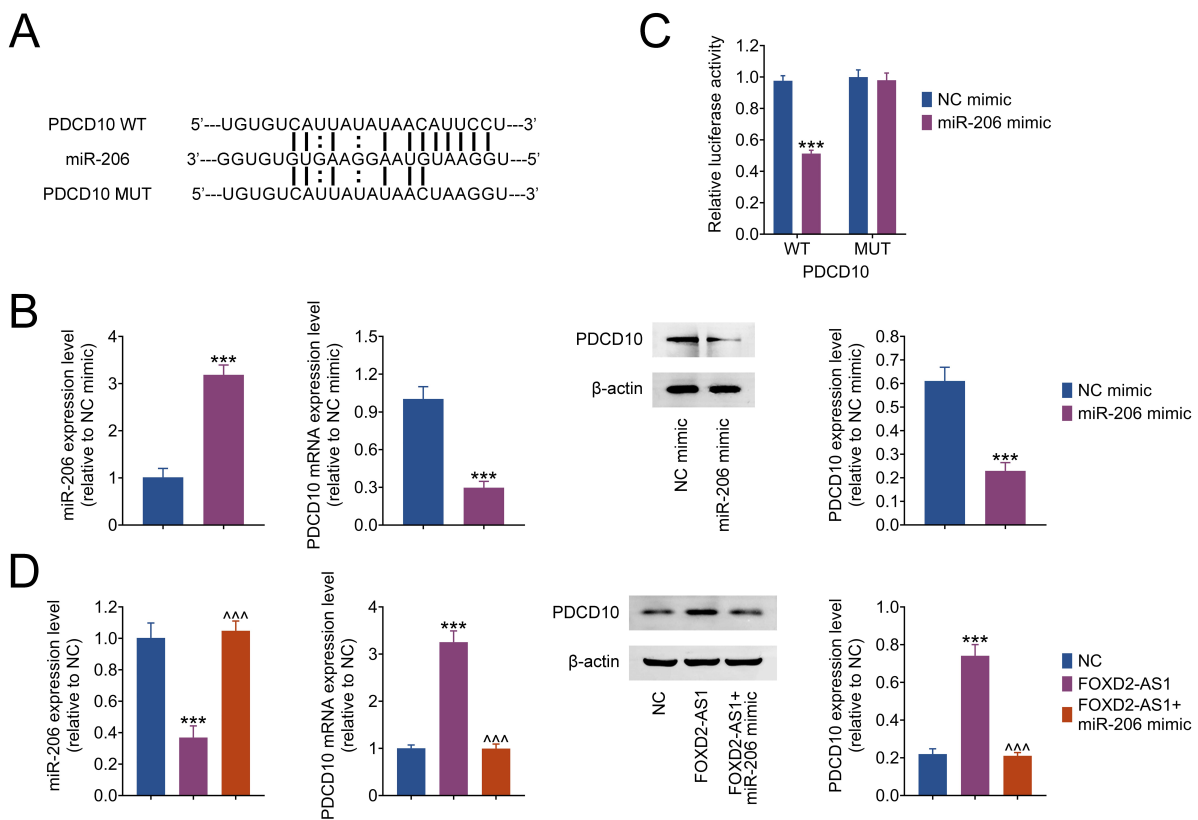 A
PDCD10 WT 5’---UGUGUCAUUAUAUAACAUUCCU---3’
miR-206 3’---GGUGUGUGAAGGAAUGUAAGGU---5’
PDCD10 MUT 5’---UGUGUCAUUAUAUAACUAAGGU---3’
C
Relative luciferase activity
1.2
1.0
0.8
0.6
0.4
0.2
0.0
***
WT MUT
PDCD10
NC mimic
miR-206 mimic
B
miR-206 expression level
(relative to NC mimic)
4
3
2
1
0
***
PDCD10 mRNA expression level
(relative to NC mimic)
1.5
1.2
0.9
0.6
0.3
0.0
***
PDCD10
β-actin
NC mimic
miR-206 mimic
PDCD10 expression level
(relative to NC mimic)
0.8
0.7
0.6
0.5
0.4
0.3
0.2
0.1
0.0
***
NC mimic
miR-206 mimic
D
miR-206 expression level
(relative to NC)
1.2
1.0
0.8
0.6
0.4
0.2
0.0
***
^^^
PDCD10 mRNA expression level
(relative to NC)
4
3
2
1
0
***
^^^
PDCD10
β-actin
NC
FOXD2-AS1
FOXD2-AS1+
miR-206 mimic
PDCD10 expression level
(relative to NC)
1.0
0.8
0.6
0.4
0.2
0.0
***
^^^
NC
FOXD2-AS1
FOXD2-AS1+
miR-206 mimic